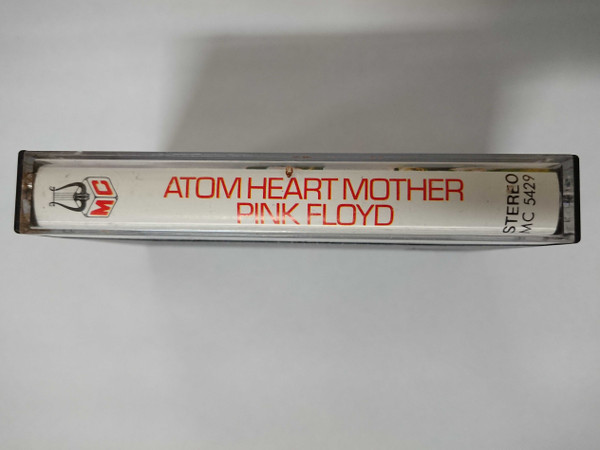 MC
ATOM HEART MOTHER
PINK FLOYD
STEREO
MC 5429